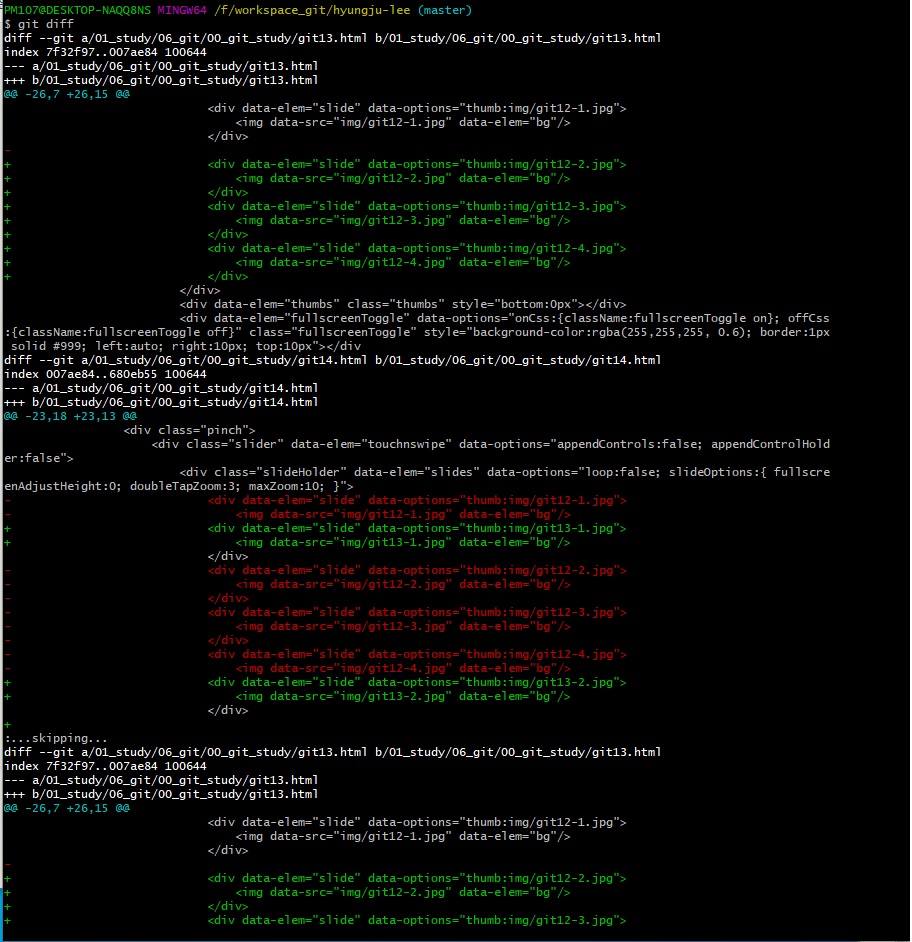 PM107@DESKTOP-NAQQ8NS MINGW64 /f/workspace_git/hyungju-lee (master)
$ git diff
diff --git a/01_study/06_git/00_git_study/git13.html b/01_study/06_git/00_git_study/git13.html
index 7f32f97..007ae84 100644
--- a/01_study/06_git/00_git_study/git13.html
+++ b/01_study/06_git/00_git_study/git13.html
@@ -26,7 +26,15 @@
                             <div data-elem="slide" data-options="thumb:img/git12-1.jpg">
                                 <img data-src="img/git12-1.jpg" data-elem="bg"/>
                             </div>
-
+                            <div data-elem="slide" data-options="thumb:img/git12-2.jpg">
+                                <img data-src="img/git12-2.jpg" data-elem="bg"/>
+                            </div>
+                            <div data-elem="slide" data-options="thumb:img/git12-3.jpg">
+                                <img data-src="img/git12-3.jpg" data-elem="bg"/>
+                            </div>
+                            <div data-elem="slide" data-options="thumb:img/git12-4.jpg">
+                                <img data-src="img/git12-4.jpg" data-elem="bg"/>
+                            </div>
                         </div>
                         <div data-elem="thumbs" class="thumbs" style="bottom:0px"></div>
                         <div data-elem="fullscreenToggle" data-options="onCss:{className:fullscreenToggle on}; offCss
:{className:fullscreenToggle off}" class="fullscreenToggle" style="background-color:rgba(255,255,255, 0.6); border:1px
 solid #999; left:auto; right:10px; top:10px"></div
diff --git a/01_study/06_git/00_git_study/git14.html b/01_study/06_git/00_git_study/git14.html
index 007ae84..680eb55 100644
--- a/01_study/06_git/00_git_study/git14.html
+++ b/01_study/06_git/00_git_study/git14.html
@@ -23,18 +23,13 @@
                 <div class="pinch">
                     <div class="slider" data-elem="touchnswipe" data-options="appendControls:false; appendControlHold
er:false">
                         <div class="slideHolder" data-elem="slides" data-options="loop:false; slideOptions:{ fullscre
enAdjustHeight:0; doubleTapZoom:3; maxZoom:10; }">
-                            <div data-elem="slide" data-options="thumb:img/git12-1.jpg">
-                                <img data-src="img/git12-1.jpg" data-elem="bg"/>
+                            <div data-elem="slide" data-options="thumb:img/git13-1.jpg">
+                                <img data-src="img/git13-1.jpg" data-elem="bg"/>
                             </div>
-                            <div data-elem="slide" data-options="thumb:img/git12-2.jpg">
-                                <img data-src="img/git12-2.jpg" data-elem="bg"/>
-                            </div>
-                            <div data-elem="slide" data-options="thumb:img/git12-3.jpg">
-                                <img data-src="img/git12-3.jpg" data-elem="bg"/>
-                            </div>
-                            <div data-elem="slide" data-options="thumb:img/git12-4.jpg">
-                                <img data-src="img/git12-4.jpg" data-elem="bg"/>
+                            <div data-elem="slide" data-options="thumb:img/git13-2.jpg">
+                                <img data-src="img/git13-2.jpg" data-elem="bg"/>
                             </div>
+
:...skipping...
diff --git a/01_study/06_git/00_git_study/git13.html b/01_study/06_git/00_git_study/git13.html
index 7f32f97..007ae84 100644
--- a/01_study/06_git/00_git_study/git13.html
+++ b/01_study/06_git/00_git_study/git13.html
@@ -26,7 +26,15 @@
                             <div data-elem="slide" data-options="thumb:img/git12-1.jpg">
                                 <img data-src="img/git12-1.jpg" data-elem="bg"/>
                             </div>
-
+                            <div data-elem="slide" data-options="thumb:img/git12-2.jpg">
+                                <img data-src="img/git12-2.jpg" data-elem="bg"/>
+                            </div>
+                            <div data-elem="slide" data-options="thumb:img/git12-3.jpg">